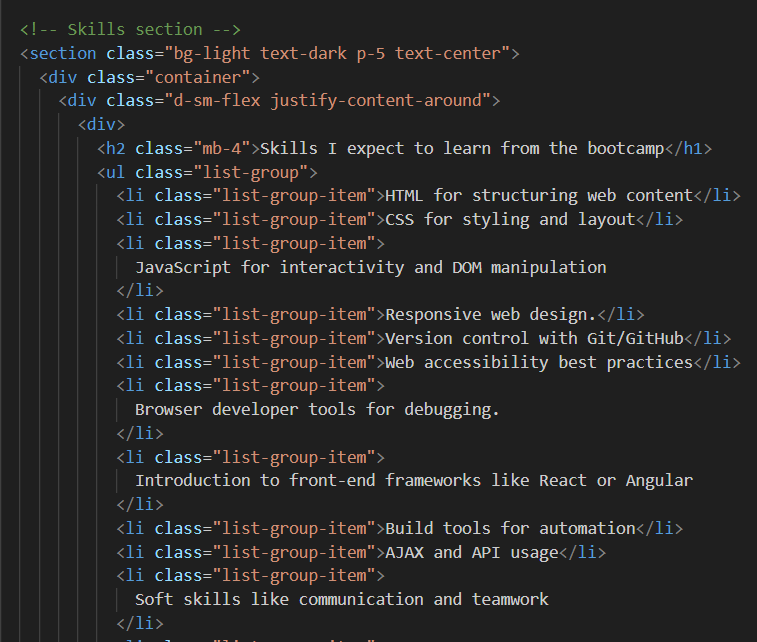 <!-- Skills section -->
<section class="bg-light text-dark p-5 text-center">
<div class="container">
<div class="d-sm-flex justify-content-around">
<div>
<h2 class="mb-4">Skills I expect to learn from the bootcamp</h1>
<ul class="list-group">
<li class="list-group-item">HTML for structuring web content</li>
<li class="list-group-item">CSS for styling and layout</li>
<li class="list-group-item">
JavaScript for interactivity and DOM manipulation
</li>
<li class="list-group-item">Responsive web design.</li>
<li class="list-group-item">Version control with Git/GitHub</li>
<li class="list-group-item">Web accessibility best practices</li>
<li class="list-group-item">
Browser developer tools for debugging.
</li>
<li class="list-group-item">
Introduction to front-end frameworks like React or Angular
</li>
<li class="list-group-item">Build tools for automation</li>
<li class="list-group-item">AJAX and API usage</li>
<li class="list-group-item">
Soft skills like communication and teamwork
</li>